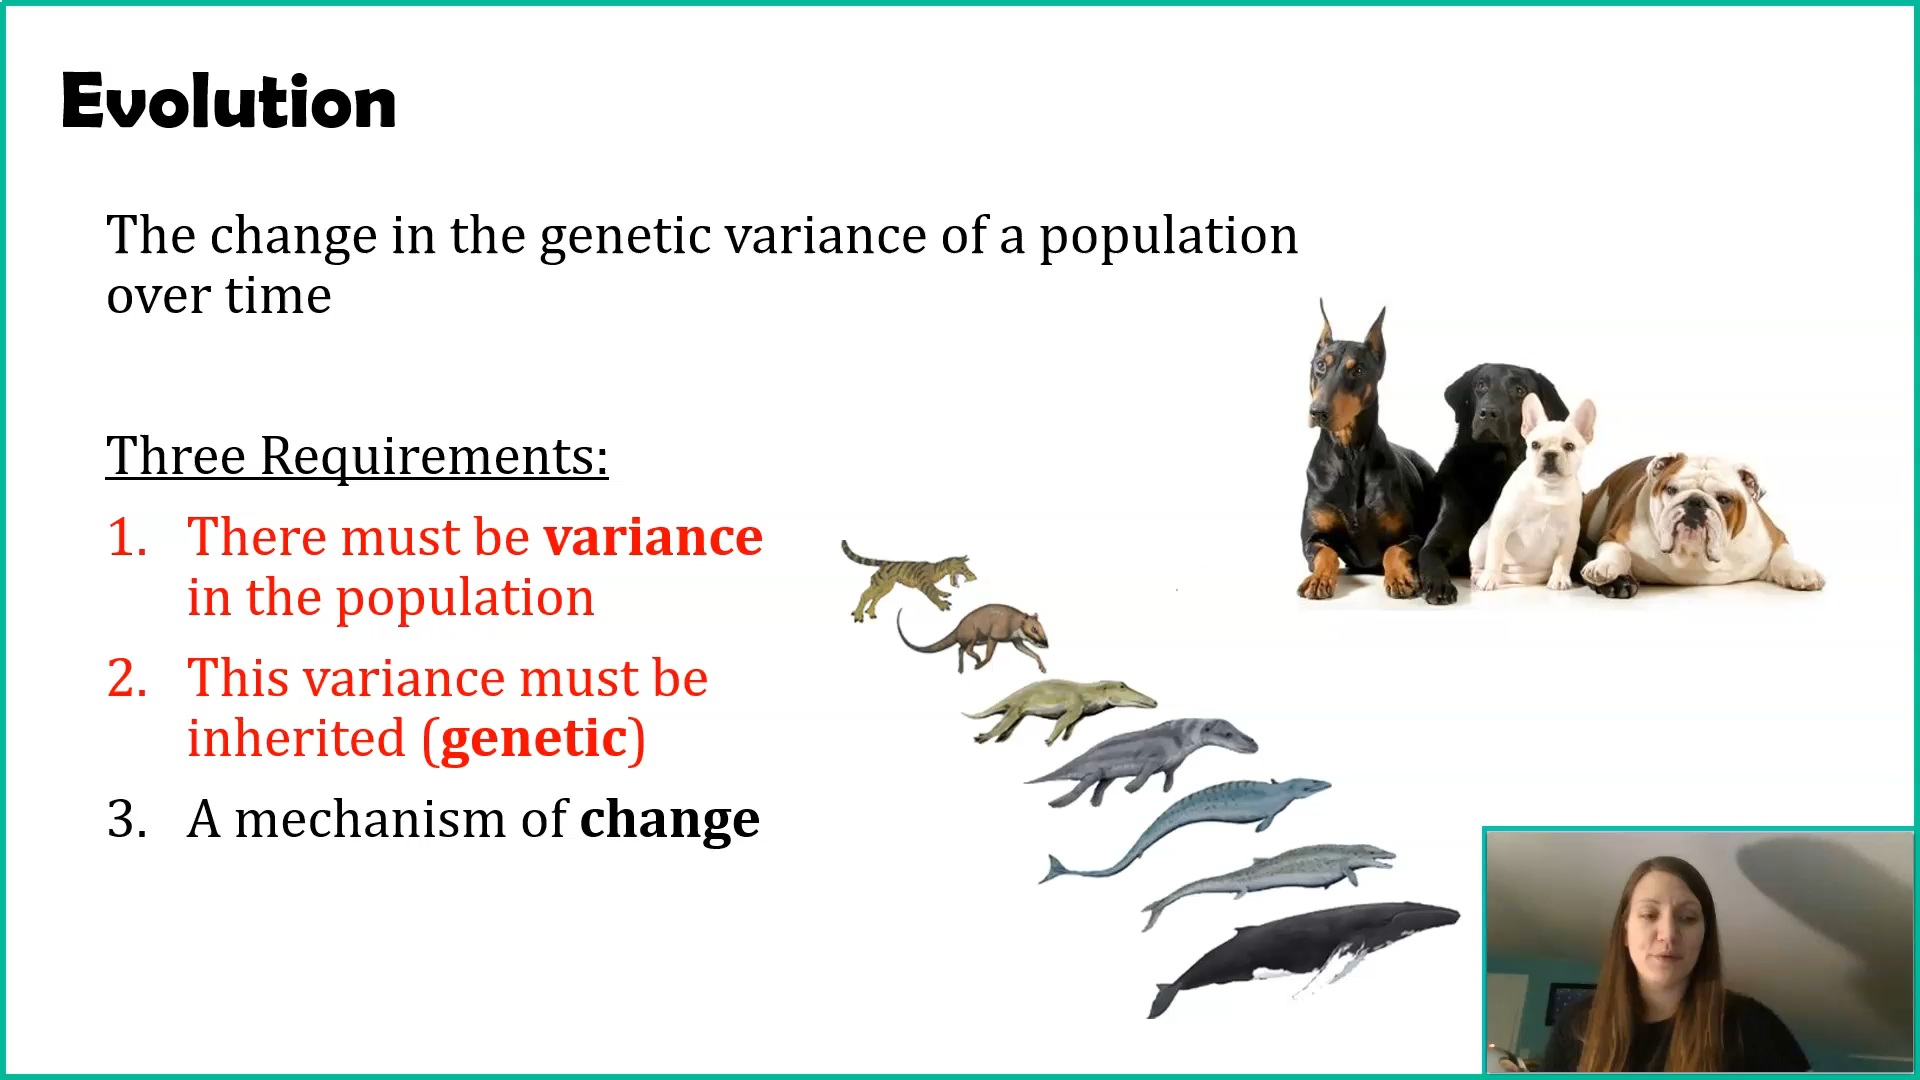 Evolution
The change in the genetic variance of a population
over time
Three Requirements:
1. There must be variance
in the population
2. This variance must be
inherited (genetic)
3. A mechanism of change